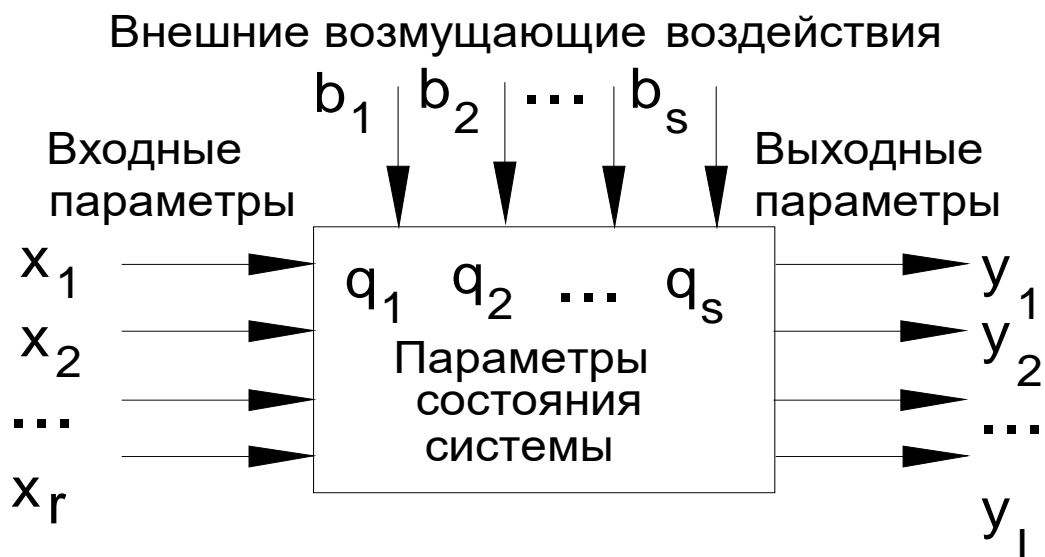 Внешние возмущающие воздействия
b1 b2 ... bs
Входные
параметры
Выходные
параметры
x1
x2
...
xr
q1 q2 ... qs
Параметры
состояния
системы
y1
y2
...
yl